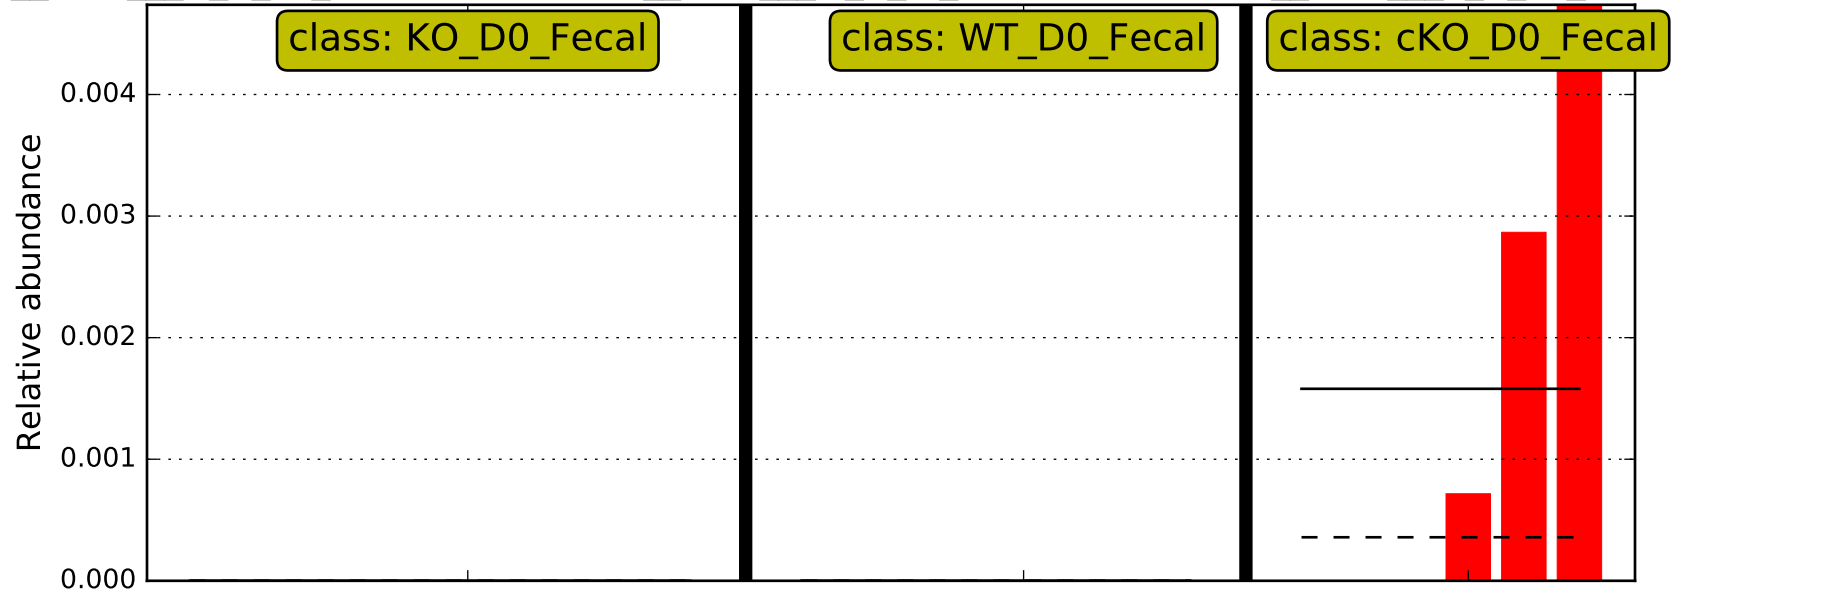 class: KO_D0_Fecal
class: WT_D0_Fecal
class: cKO_D0_Fecal
Relative abundance
0.004
0.003
0.002
0.001
0.000